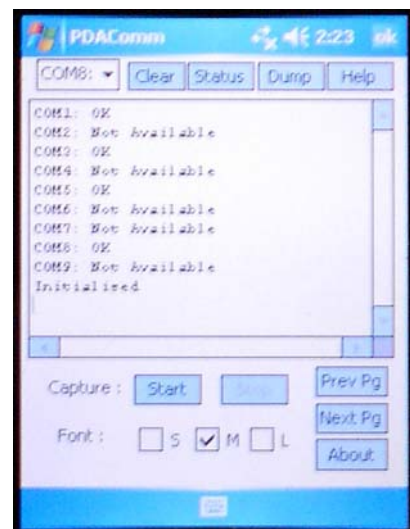 PDAComm 2:23 ok
COM8: Clear Status Dump Help
COM1: OK
COM2: Not Available
COM3: OK
COM4: Not Available
COM5: OK
COM6: Not Available
COM7: Not Available
COM8: OK
COM9: Not Available
Initialised
Capture : Start Stop Prev Pg
Next Pg
Font : S M L
About